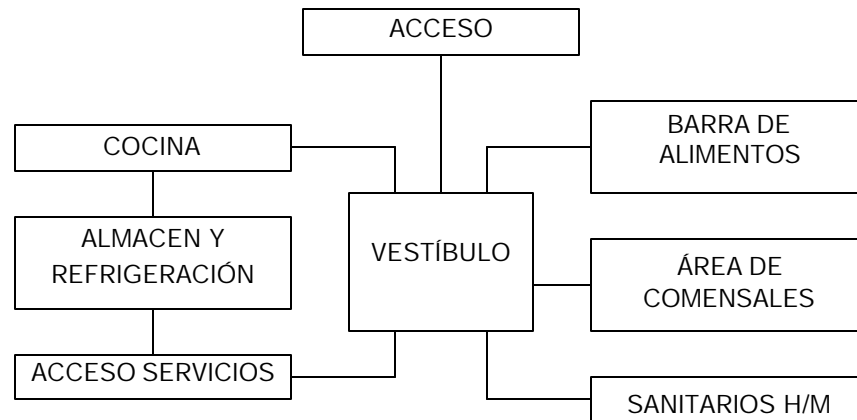 ACCESO
COCINA
BARRA DE
ALIMENTOS
ALMACEN Y
REFRIGERACIÓN
VESTÍBULO
ÁREA DE
COMENSALES
ACCESO SERVICIOS
SANITARIOS H/M